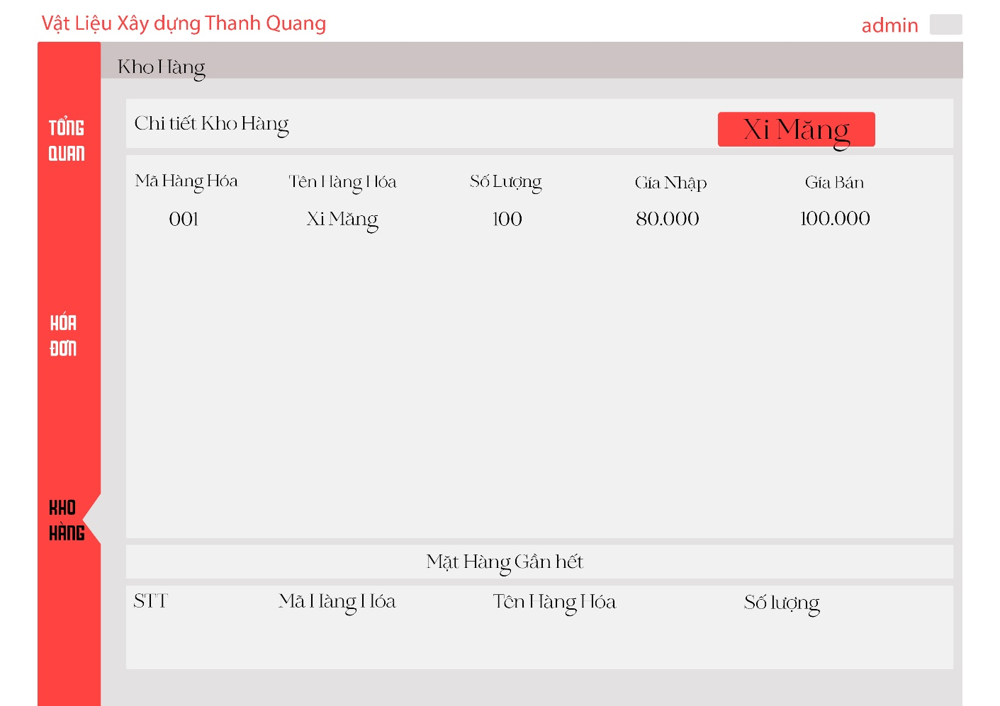 Vật Liệu Xây dựng Thanh Quang
admin
Kho Hàng
TỔNG
QUAN
HÓA
ĐƠN
KHO
HÀNG
Chi tiết Kho Hàng
Xi Măng
Mã Hàng Hóa Tên Hàng Hóa Số Lượng Gía Nhập Gía Bán
001 Xi Măng 100 80.000 100.000
Mặt Hàng Gần hết
STT Mã Hàng Hóa Tên Hàng Hóa Số lượng